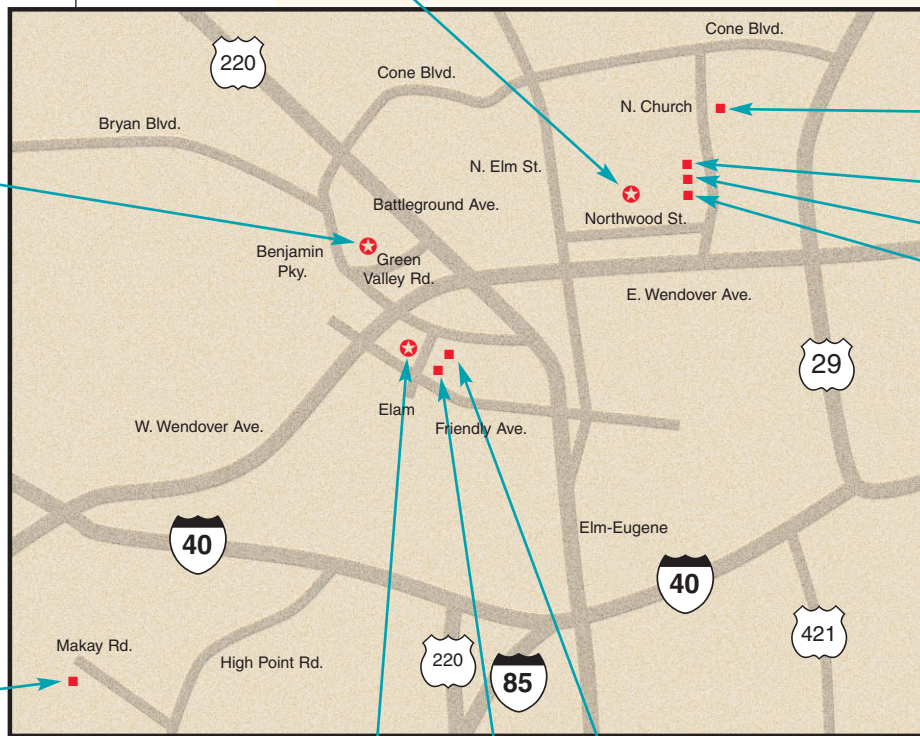 Cone Blvd.
220
Cone Blvd.
N. Church
Bryan Blvd.
N. Elm St.
Battleground Ave.
Northwood St.
Benjamin
Pky.
Green
Valley Rd.
E. Wendover Ave.
29
Elam
W. Wendover Ave.
Friendly Ave.
Elm-Eugene
40
40
421
Makay Rd.
High Point Rd.
220
85